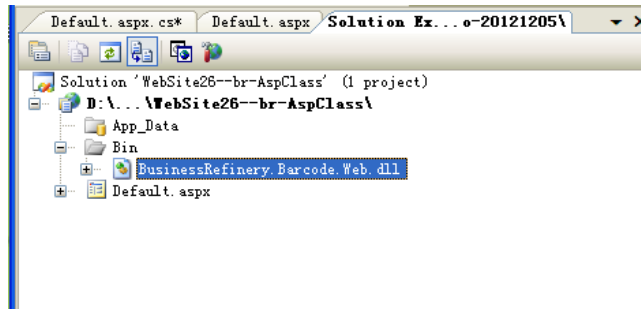 Default.aspx.cs* Default.aspx Solution Ex...o-20121205\
Solution 'WebSite26--br-AspClass' (1 project)
D:\...\WebSite26--br-AspClass\
App_Data
Bin
BusinessRefinery.Barcode.Web.dll
Default.aspx